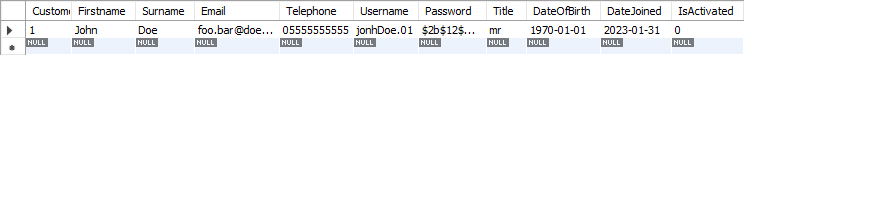 Custome Firstname Surname Email Telephone Username Password Title DateOfBirth DateJoined IsActivated
1 John Doe foo.bar@doe... 05555555555 jonhDoe.01 $2b$12$... mr 1970-01-01 2023-01-31 0
NULL NULL NULL NULL NULL NULL NULL NULL NULL NULL NULL